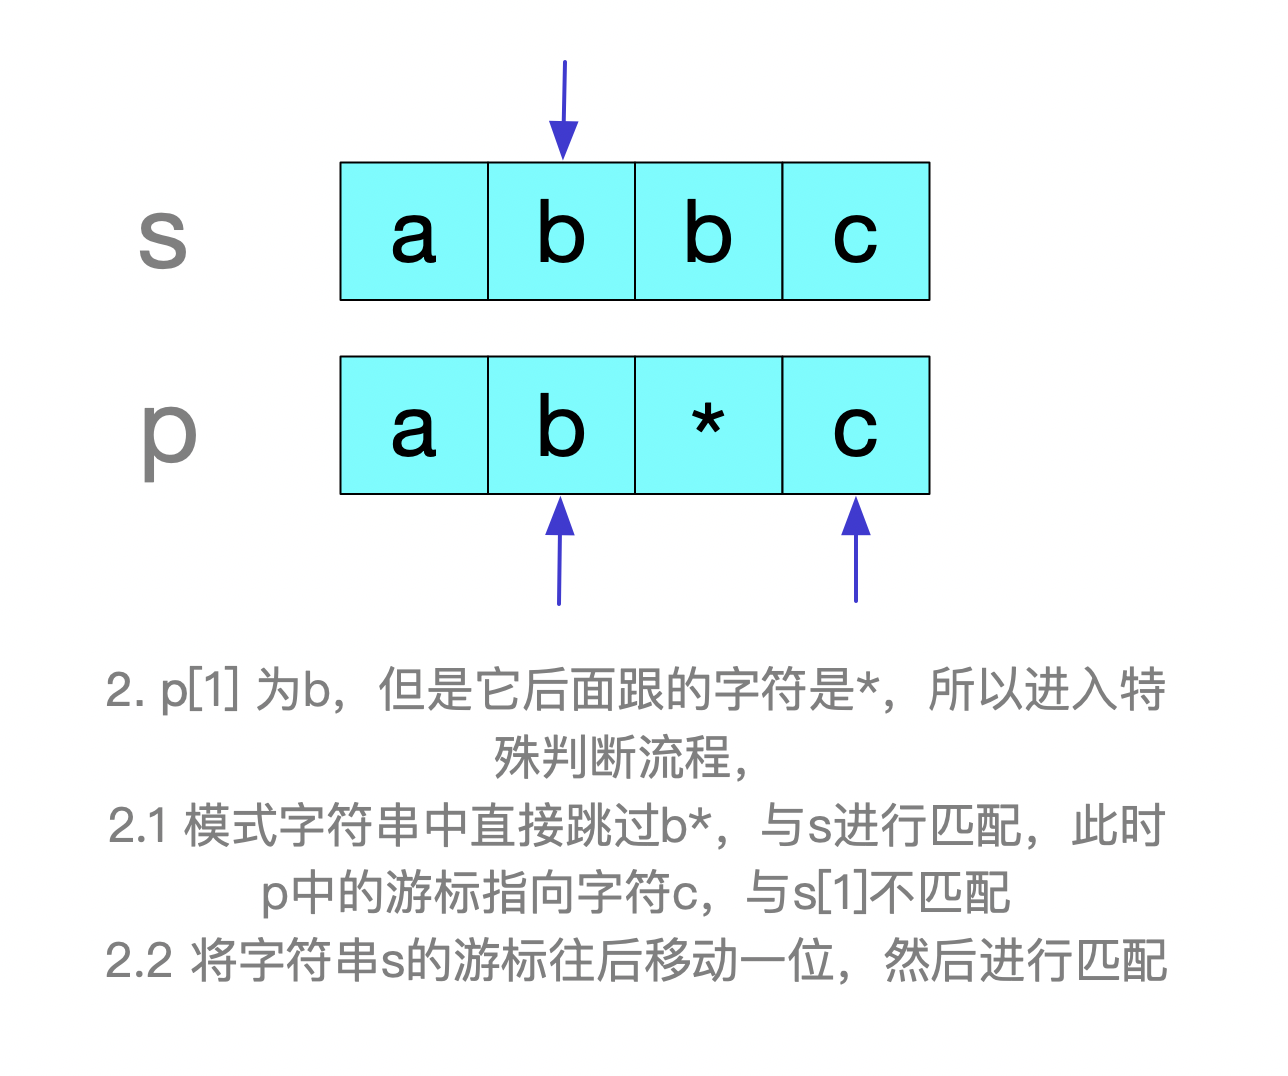 s a b b c
p a b * c
2. p[1] 为b，但是它后面跟的字符是*，所以进入特
殊判断流程，
2.1 模式字符串中直接跳过b*，与s进行匹配，此时
p中的游标指向字符c，与s[1]不匹配
2.2 将字符串s的游标往后移动一位，然后进行匹配